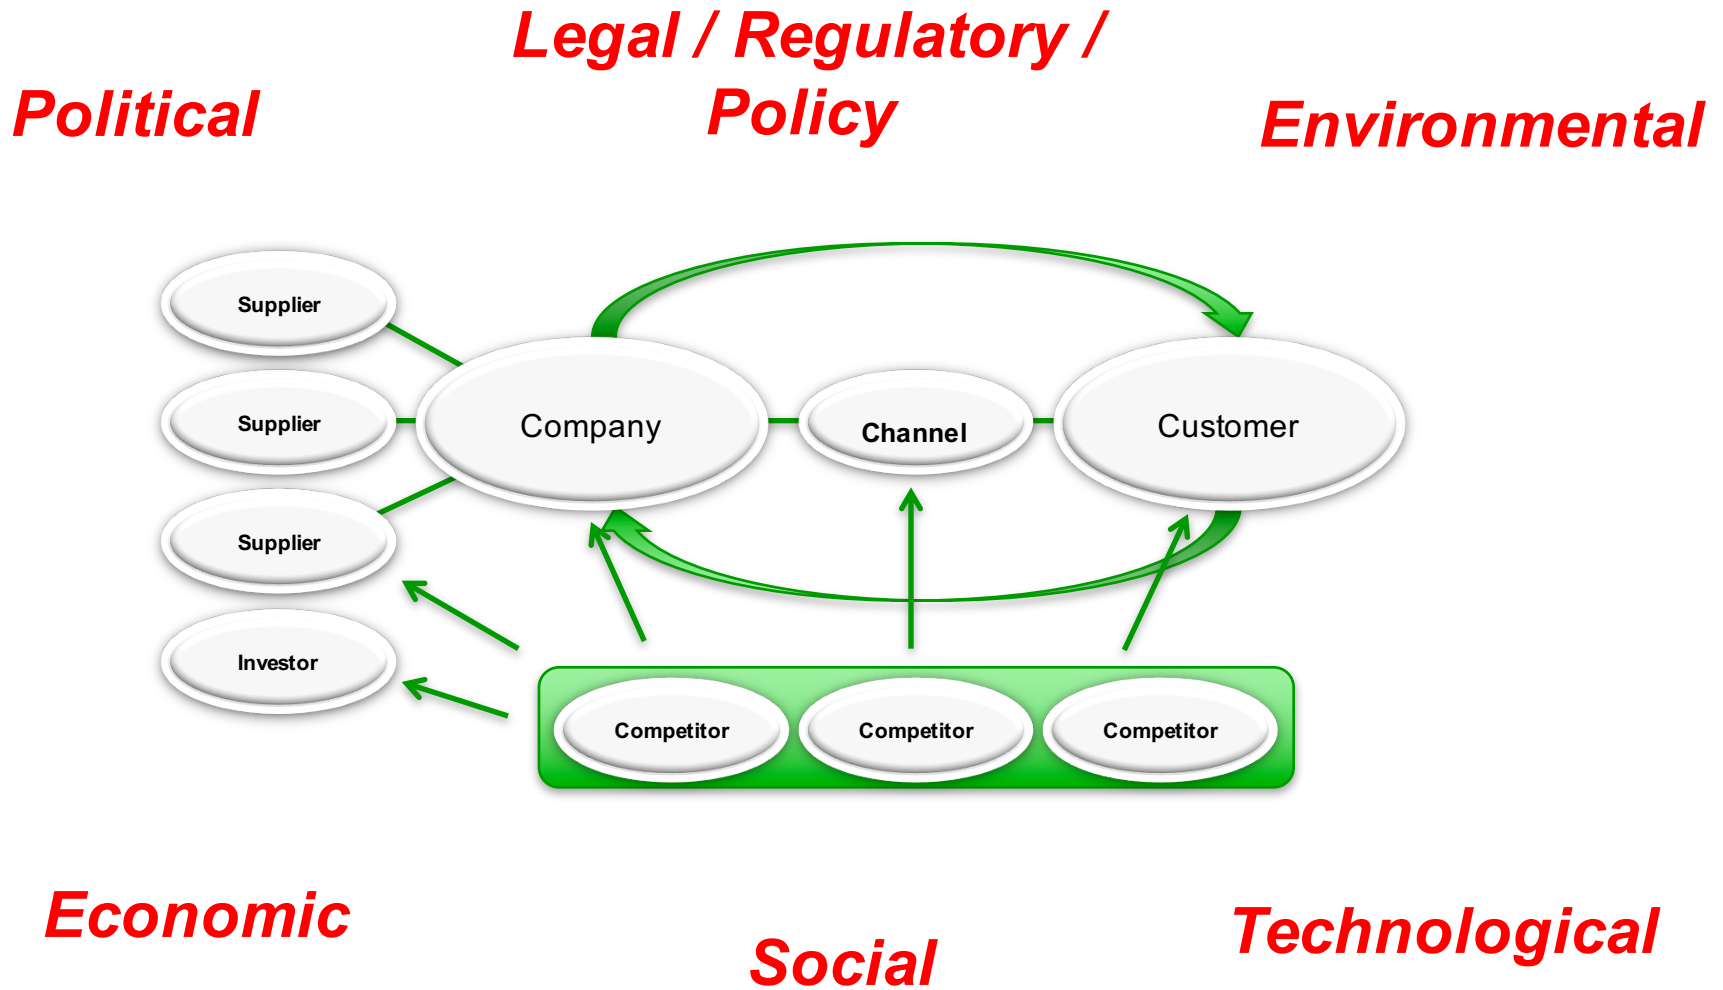 Legal / Regulatory /
Policy
Political
Environmental
Supplier
Supplier
Company
Channel
Customer
Supplier
Investor
Competitor
Competitor
Competitor
Economic
Social
Technological